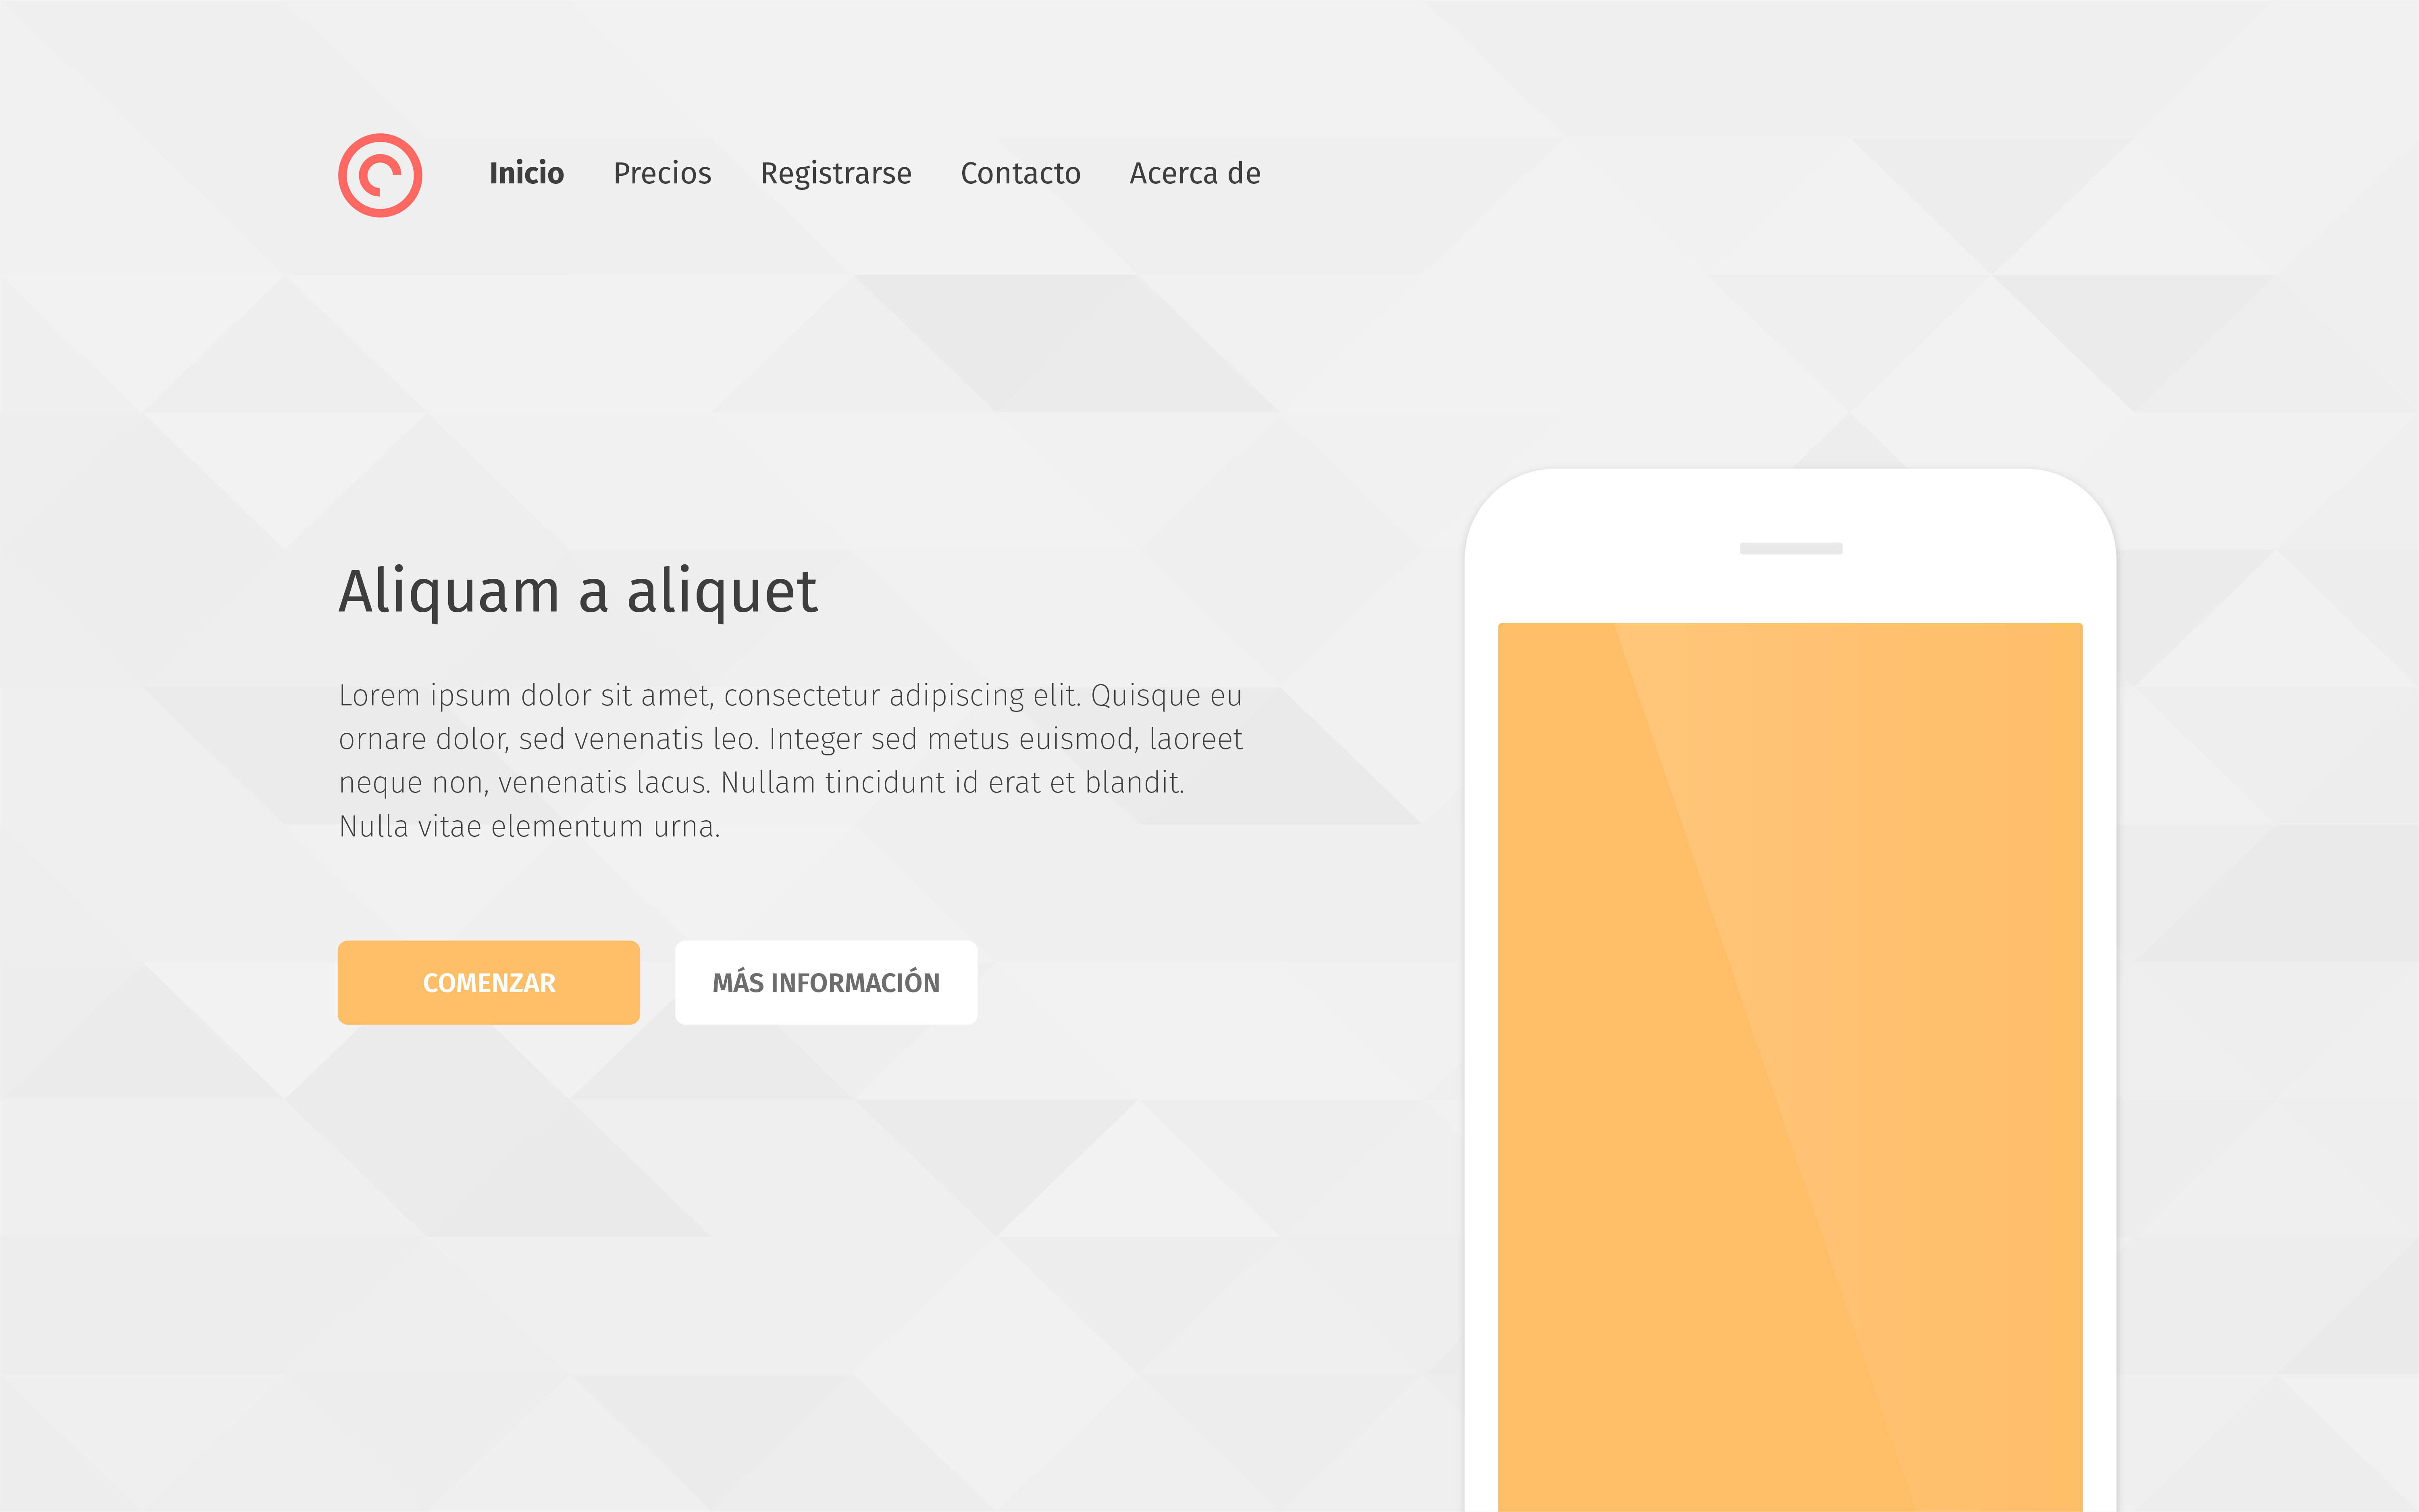 Inicio Precios Registrarse Contacto Acerca de
Aliquam a aliquet
Lorem ipsum dolor sit amet, consectetur adipiscing elit. Quisque eu
ornare dolor, sed venenatis leo. Integer sed metus euismod, laoreet
neque non, venenatis lacus. Nullam tincidunt id erat et blandit.
Nulla vitae elementum urna.
COMENZAR MÁS INFORMACIÓN